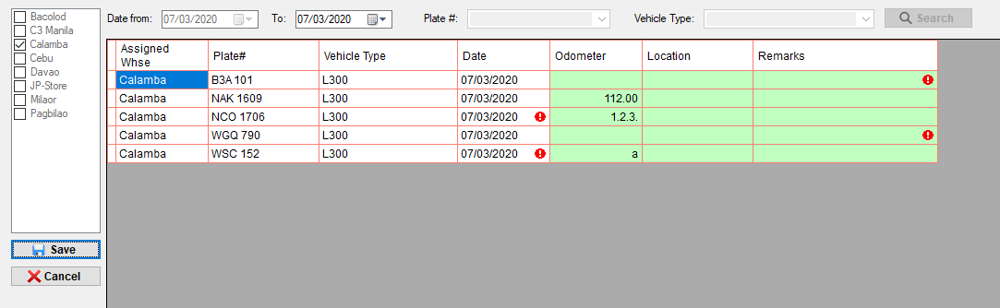 Bacolod
C3 Manila
Calamba
Cebu
Davao
JP-Store
Milaor
Pagbilao
Save
Cancel
Date from: 07/03/2020 To: 07/03/2020 Plate #: Vehicle Type: Search
Assigned Whse Plate# Vehicle Type Date Odometer Location Remarks
Calamba B3A 101 L300 07/03/2020
Calamba NAK 1609 L300 07/03/2020 112.00
Calamba NCO 1706 L300 07/03/2020 1.2.3.
Calamba WGQ 790 L300 07/03/2020
Calamba WSC 152 L300 07/03/2020 a